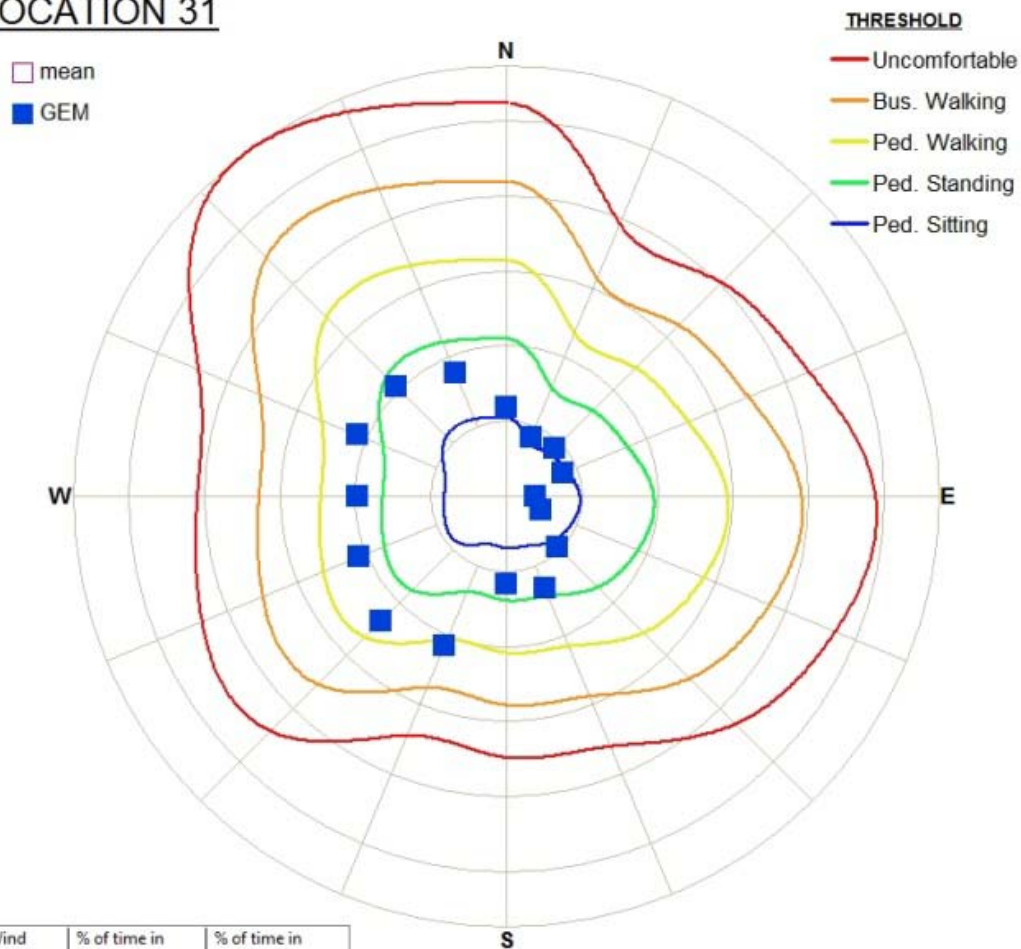 OCATION 31
mean
GEM
THRESHOLD
Uncomfortable
Bus. Walking
Ped. Walking
Ped. Standing
Ped. Sitting
N
W
E
S
% of time in
% of time in